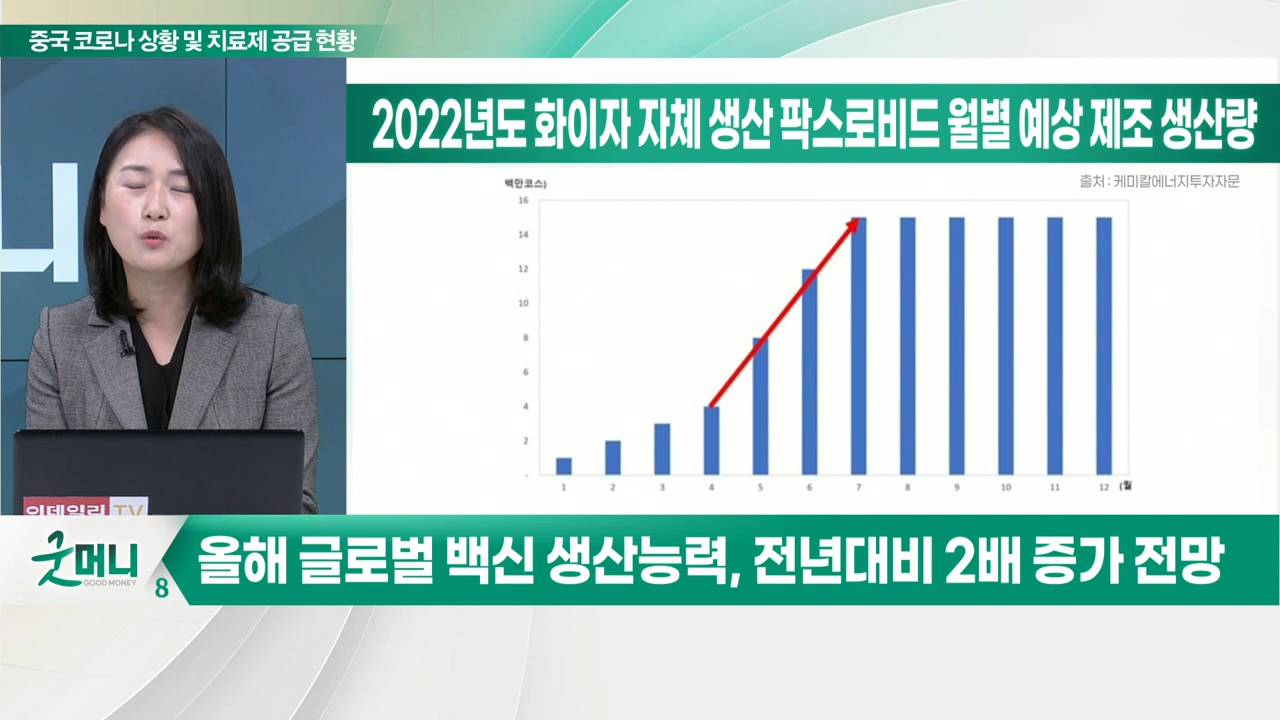 중국 코로나 상황 및 치료제 공급 현황
2022년도 화이자 자체 생산 팍스로비드 월별 예상 제조 생산량
출처 : 케미칼에너지투자자문
백만코스)
16
14
12
10
8
6
4
2
-
1 2 3 4 5 6 7 8 9 10 11 12 (월
이데일리 TV
굿머니
GOOD MONEY
8
올해 글로벌 백신 생산능력, 전년대비 2배 증가 전망